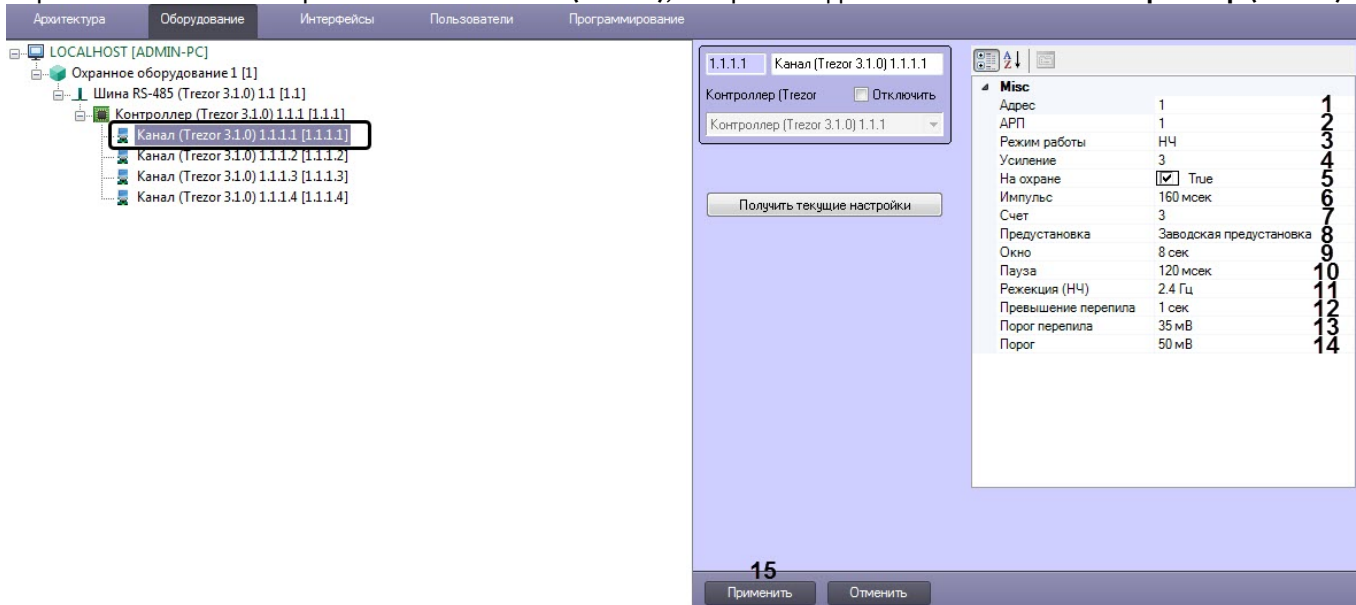 Архитектура Оборудование Интерфейсы Пользователи Программирование
LOCALHOST [ADMIN-PC]
Охранное оборудование 1 [1]
Шина RS-485 (Trezor 3.1.0) 1.1 [1.1]
Контроллер (Trezor 3.1.0) 1.1.1 [1.1.1]
Канал (Trezor 3.1.0) 1.1.1.1 [1.1.1.1]
Канал (Trezor 3.1.0) 1.1.1.2 [1.1.1.2]
Канал (Trezor 3.1.0) 1.1.1.3 [1.1.1.3]
Канал (Trezor 3.1.0) 1.1.1.4 [1.1.1.4]
1.1.1.1 Канал (Trezor 3.1.0) 1.1.1.1
Контроллер (Trezor Отключить
Контроллер (Trezor 3.1.0) 1.1.1
Получить текущие настройки
Misc
Адрес 1 1
АРП 1 2
Режим работы НЧ 3
Усиление 3 4
На охране True 5
Импульс 160 мсек 6
Счет 3 7
Предустановка Заводская предустановка 8
Окно 8 сек 9
Пауза 120 мсек 10
Режекция (НЧ) 2.4 Гц 11
Превышение перепила 1 сек 12
Порог перепила 35 мВ 13
Порог 50 мВ 14
15
Применить Отменить